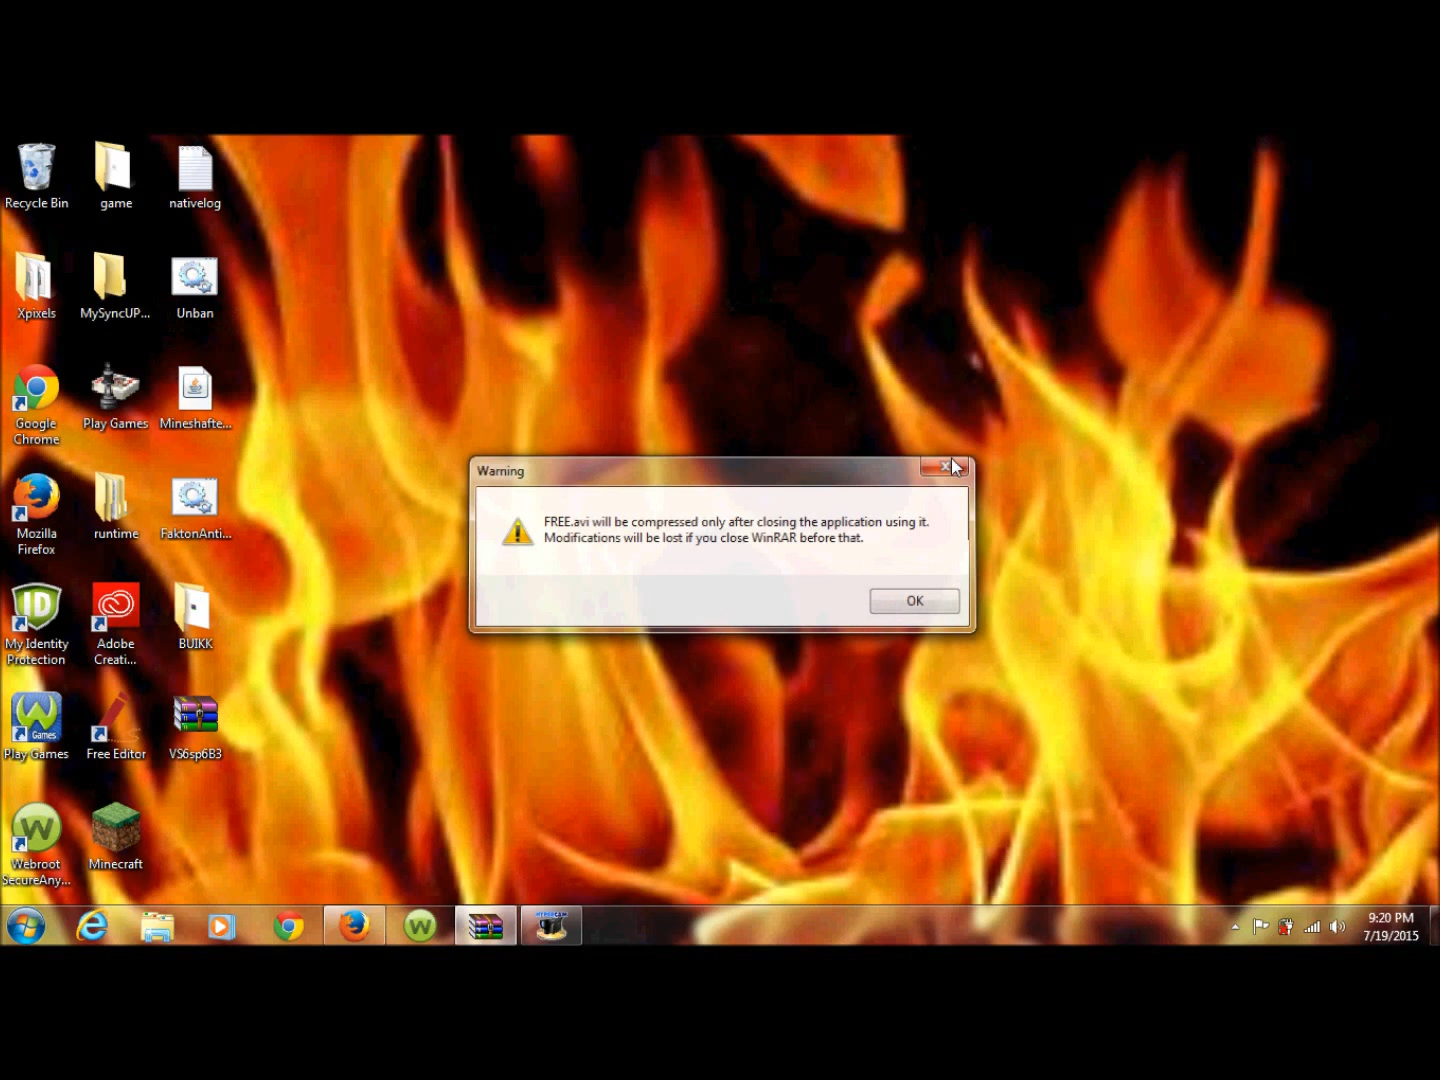 Recycle Bin
game
nativelog
Xpixels
MySyncUP...
Unban
Google
Chrome
Play Games
Mineshafte...
Mozilla
Firefox
runtime
FaktonAnti...
My Identity
Protection
Adobe
Creati...
BUIKK
Play Games
Free Editor
VS6sp6B3
Webroot
SecureAny...
Minecraft
Warning
FREE.avi will be compressed only after closing the application using it.
Modifications will be lost if you close WinRAR before that.
OK
ID
Games
HYPERCAM
9:20 PM
7/19/2015